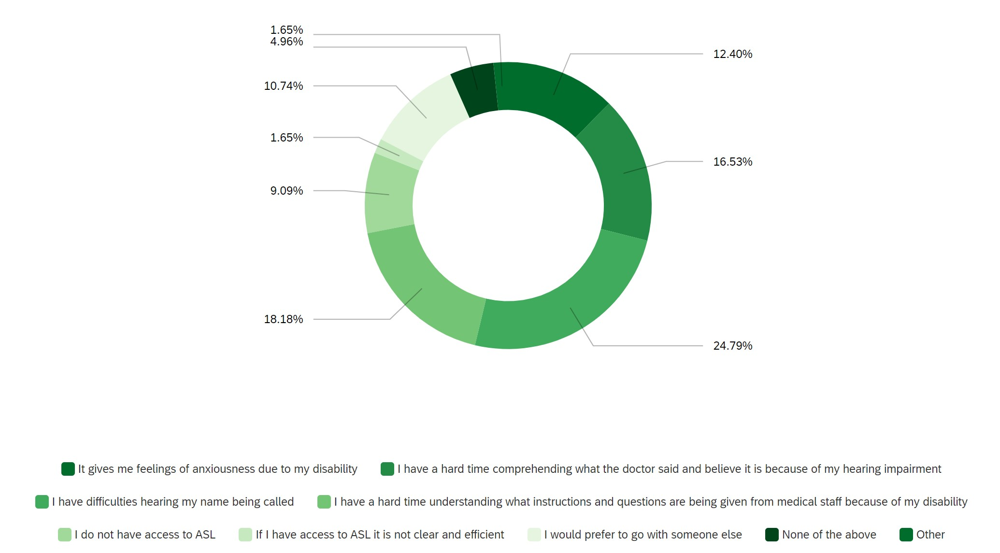 1.65%
4.96%
12.40%
10.74%
1.65%
16.53%
9.09%
18.18%
24.79%
It gives me feelings of anxiousness due to my disability
I have a hard time comprehending what the doctor said and believe it is because of my hearing impairment
I have difficulties hearing my name being called
I have a hard time understanding what instructions and questions are being given from medical staff because of my disability
I do not have access to ASL
If I have access to ASL it is not clear and efficient
I would prefer to go with someone else
None of the above
Other